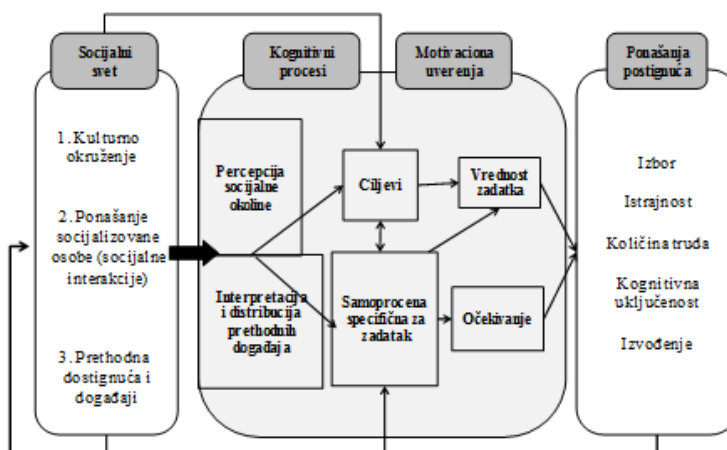 Socijalni
svet
Kognitivni
procesi
Motivaciona
uverenja
Ponašanja
postignuća
1. Kulturno
okruženje
2. Ponašanje
socijalizovane
osobe (socijalne
interakcije)
3. Prethodna
dostignuća i
događaji
Percepcija
socijalne
okoline
Interpretacija
i distribucija
prethodnih
događaja
Ciljevi
Samoprocena
specifična za
zadatak
Vrednost
zadatka
Očekivanje
Izbor
Istrajnost
Količina truda
Kognitivna
uključenost
Izvođenje